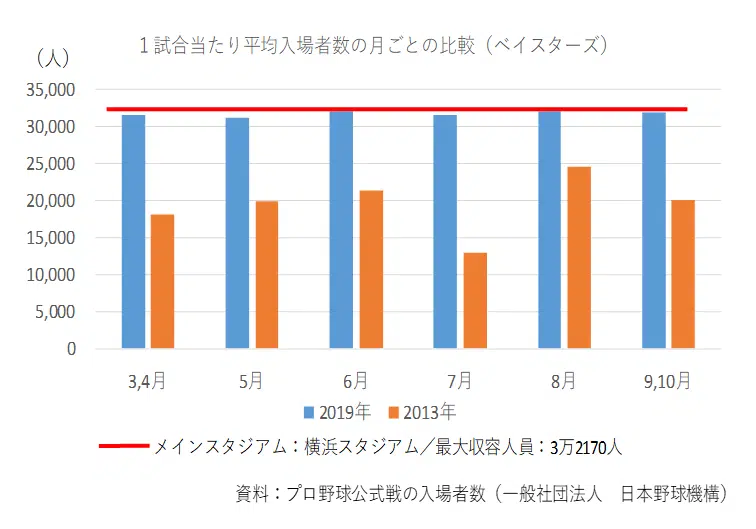 1試合当たり平均入場者数の月ごとの比較（ベイスターズ）
（人）
35,000
30,000
25,000
20,000
15,000
10,000
5,000
0
3,4月 5月 6月 7月 8月 9,10月
2019年 2013年
メインスタジアム：横浜スタジアム／最大収容人員：3万2170人
資料：プロ野球公式戦の入場者数（一般社団法人　日本野球機構）